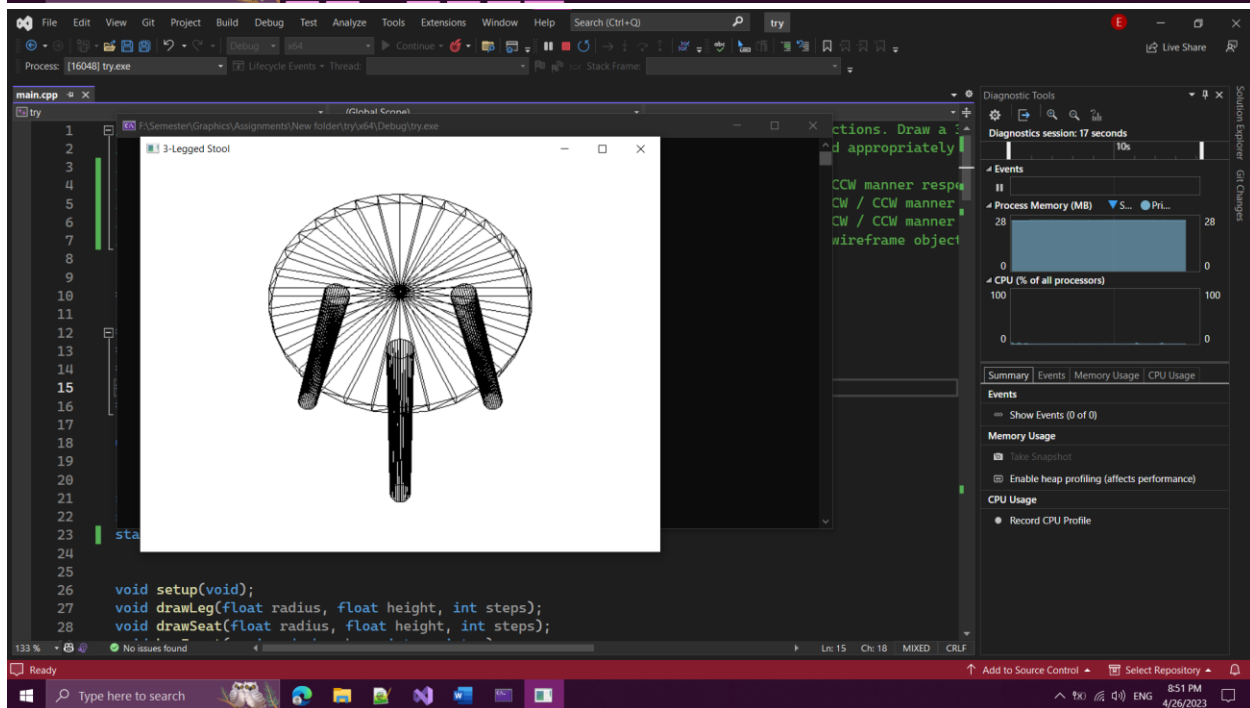 File Edit View Git Project Build Debug Test Analyze Tools Extensions Window Help Search (Ctrl+Q) try E
Debug x64 Continue Live Share
Process: [16048] try.exe Lifecycle Events Thread: Stack Frame:
main.cpp
try (Global Scope)
F:\Semester\Graphics\Assignments\New folder\try\x64\Debug\try.exe
3-Legged Stool
1 ctions. Draw a 3
2 d appropriately
3
4 CCW manner respe
5 CW / CCW manner
6 CW / CCW manner
7 wireframe object
8
9
10
11
12
13
14
15
16
17
18
19
20
21
22
23 sta
24
25
26 void setup(void);
27 void drawLeg(float radius, float height, int steps);
28 void drawSeat(float radius, float height, int steps);
133 % No issues found Ln: 15 Ch: 18 MIXED CRLF
Diagnostic Tools
Diagnostics session: 17 seconds
10s
Events
Process Memory (MB) S... Pri...
28 28
0 0
CPU (% of all processors)
100 100
0 0
Summary Events Memory Usage CPU Usage
Events
Show Events (0 of 0)
Memory Usage
Take Snapshot
Enable heap profiling (affects performance)
CPU Usage
Record CPU Profile
Solution Explorer
Git Changes
Ready Add to Source Control Select Repository
Type here to search ENG 8:51 PM
4/26/2023